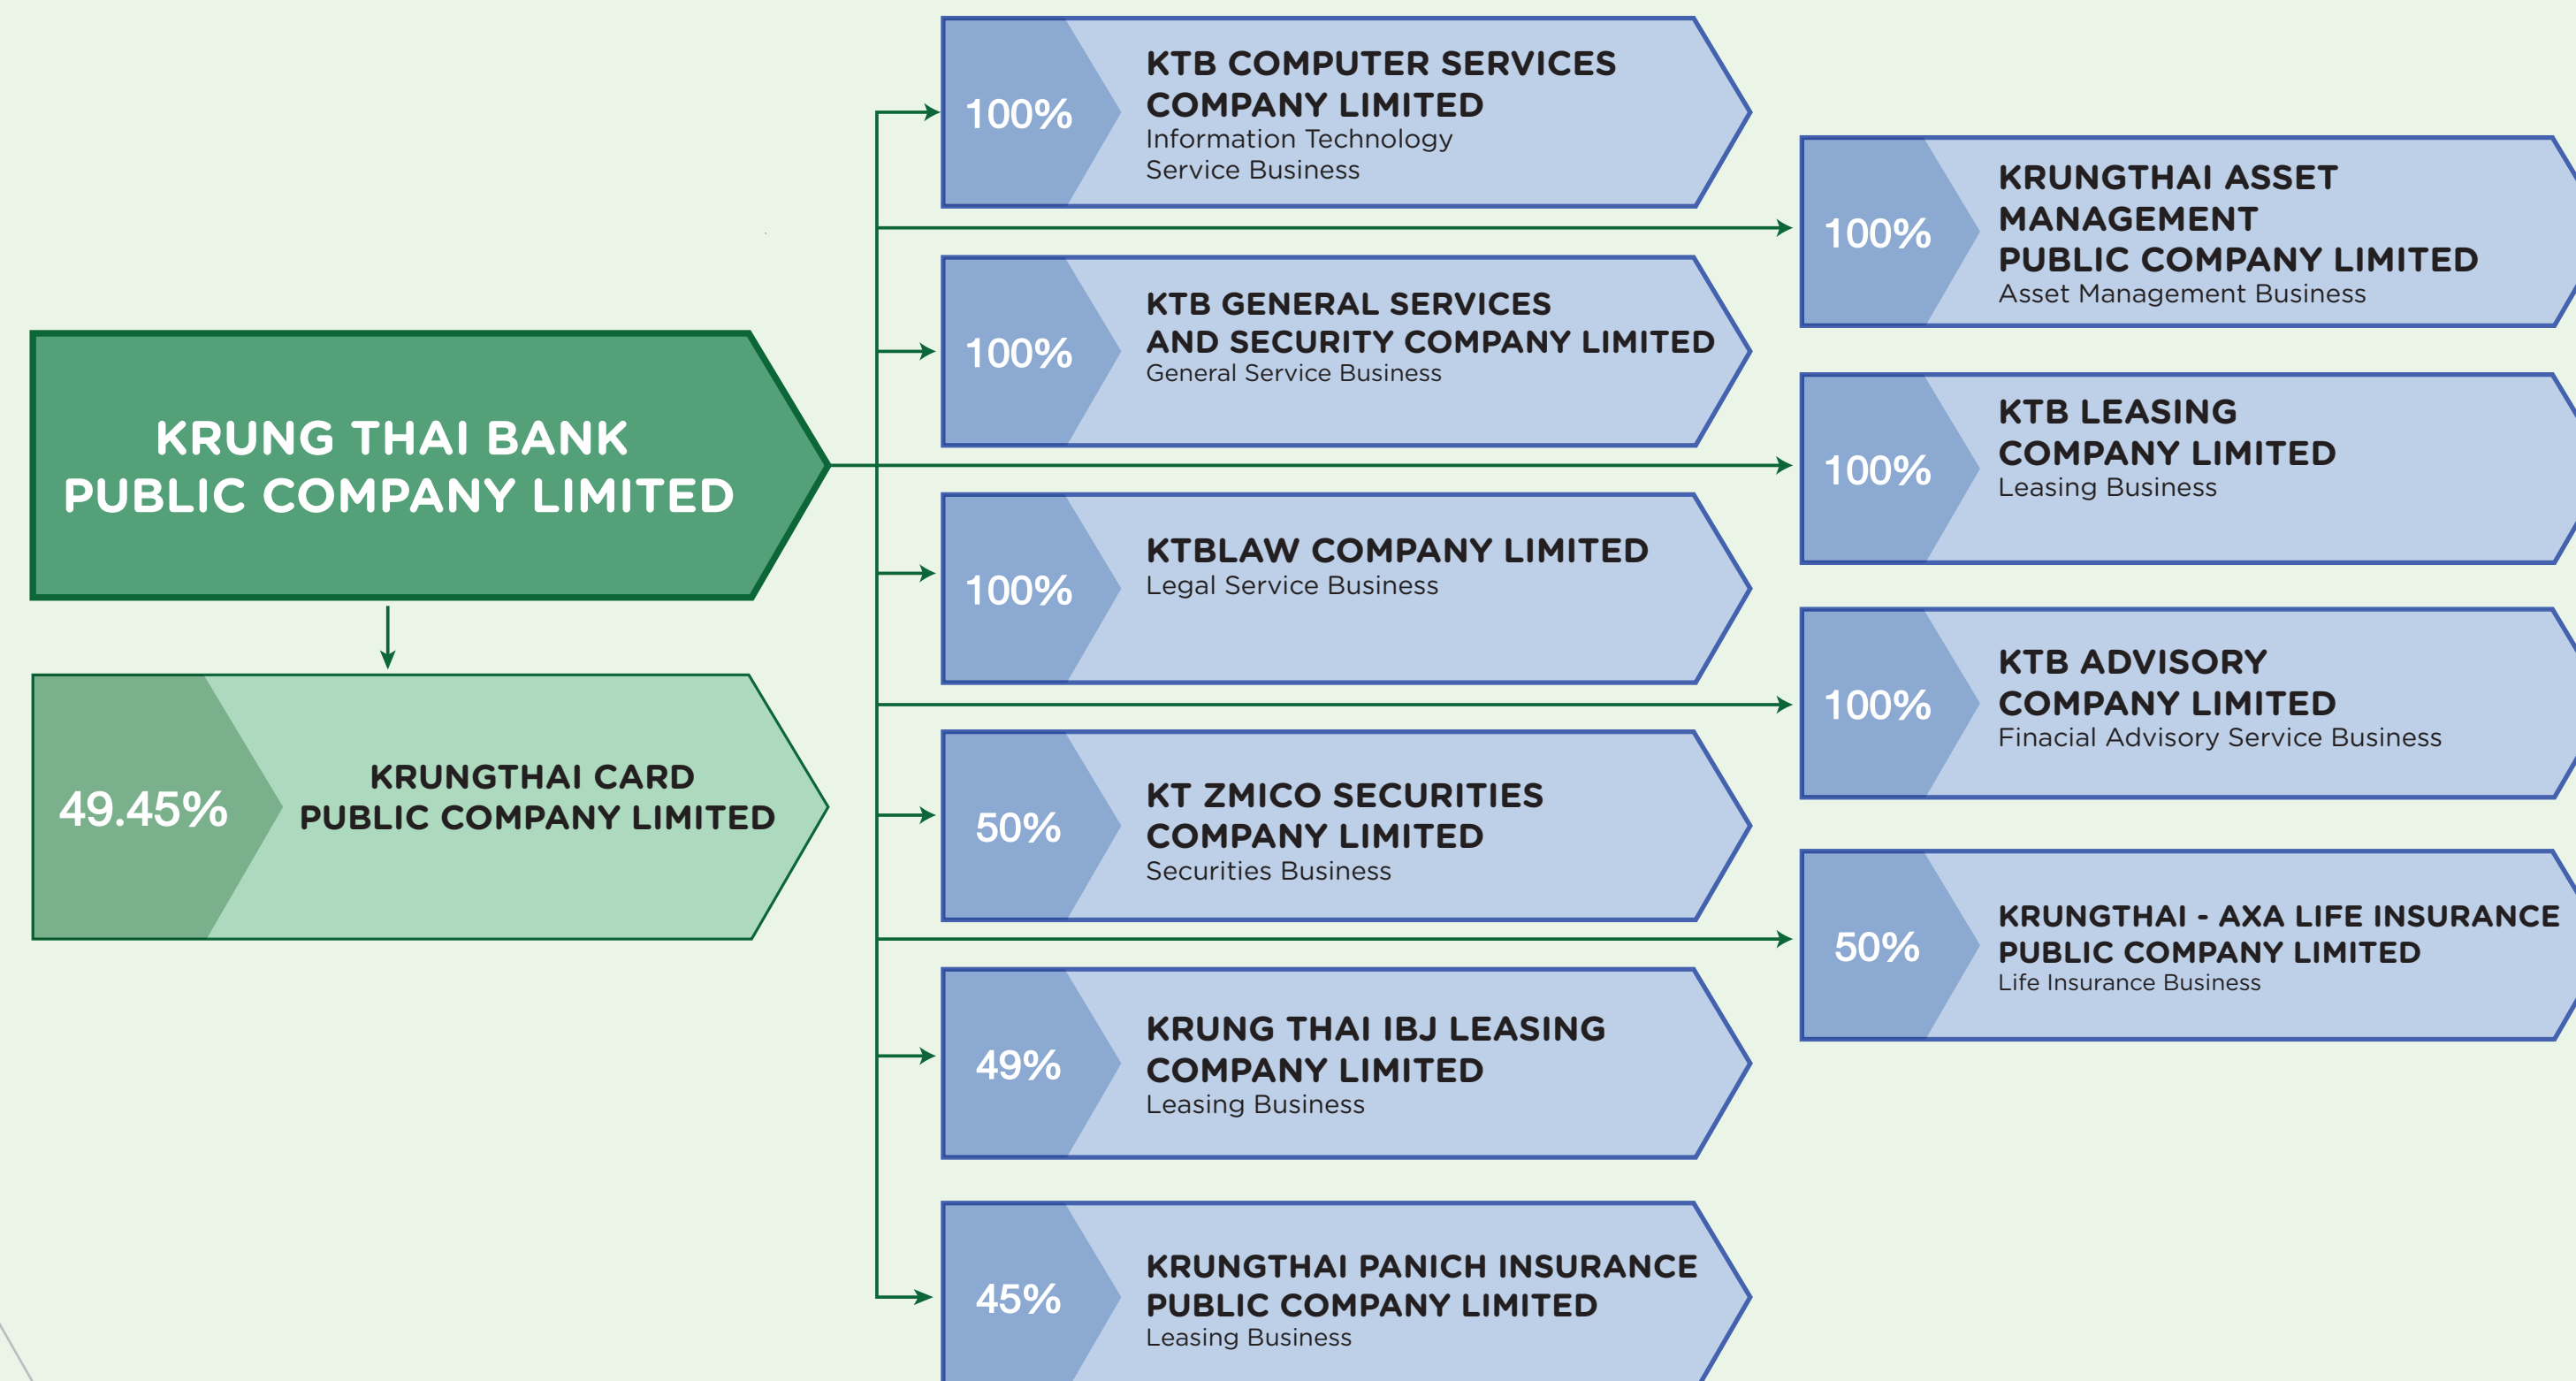 KRUNG THAI BANK
PUBLIC COMPANY LIMITED
49.45%
KRUNGTHAI CARD
PUBLIC COMPANY LIMITED
100%
KTB COMPUTER SERVICES
COMPANY LIMITED
Information Technology
Service Business
100%
KTB GENERAL SERVICES
AND SECURITY COMPANY LIMITED
General Service Business
100%
KTBLAW COMPANY LIMITED
Legal Service Business
50%
KT ZMICO SECURITIES
COMPANY LIMITED
Securities Business
49%
KRUNG THAI IBJ LEASING
COMPANY LIMITED
Leasing Business
45%
KRUNGTHAI PANICH INSURANCE
PUBLIC COMPANY LIMITED
Leasing Business
100%
KRUNGTHAI ASSET
MANAGEMENT
PUBLIC COMPANY LIMITED
Asset Management Business
100%
KTB LEASING
COMPANY LIMITED
Leasing Business
100%
KTB ADVISORY
COMPANY LIMITED
Finacial Advisory Service Business
50%
KRUNGTHAI - AXA LIFE INSURANCE
PUBLIC COMPANY LIMITED
Life Insurance Business